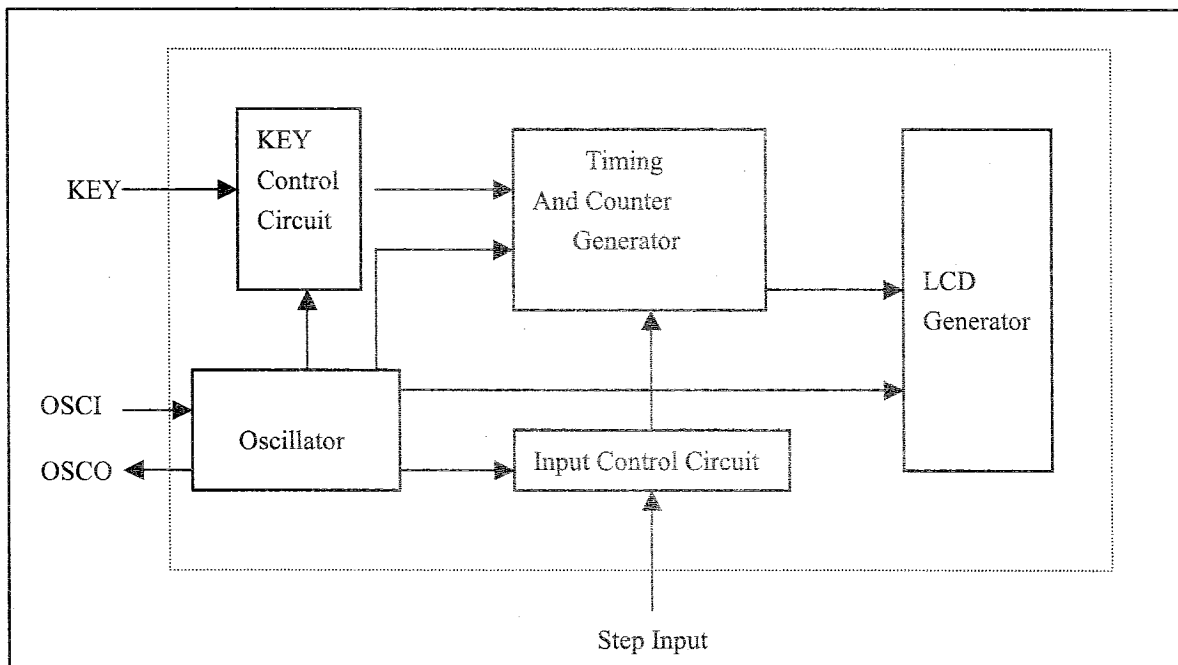 KEY
KEY
Control
Circuit
Timing
And Counter
Generator
LCD
Generator
OSCI
OSCO
Oscillator
Input Control Circuit
Step Input